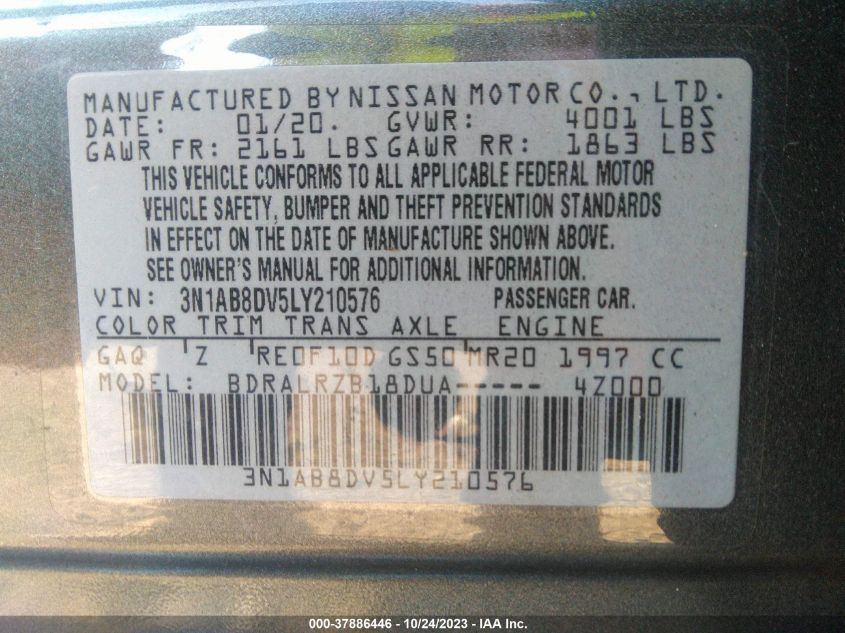 MANUFACTURED BY NISSAN MOTOR CO., LTD.
DATE: 01/20. GVWR: 4001 LBS
GAWR FR: 2161 LBS GAWR RR: 1863 LBS
THIS VEHICLE CONFORMS TO ALL APPLICABLE FEDERAL MOTOR
VEHICLE SAFETY, BUMPER AND THEFT PREVENTION STANDARDS
IN EFFECT ON THE DATE OF MANUFACTURE SHOWN ABOVE.
SEE OWNER'S MANUAL FOR ADDITIONAL INFORMATION.
VIN: 3N1AB8DV5LY210576 PASSENGER CAR.
COLOR TRIM TRANS AXLE ENGINE
GAQ Z RE0F10D GS50 MR20 1997 CC
MODEL: BDRALRZB18DUA----- 4Z000
3N1AB8DV5LY210576
000-37886446 - 10/24/2023 - IAA Inc.